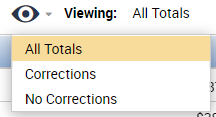 Viewing: All Totals
All Totals
Corrections
No Corrections